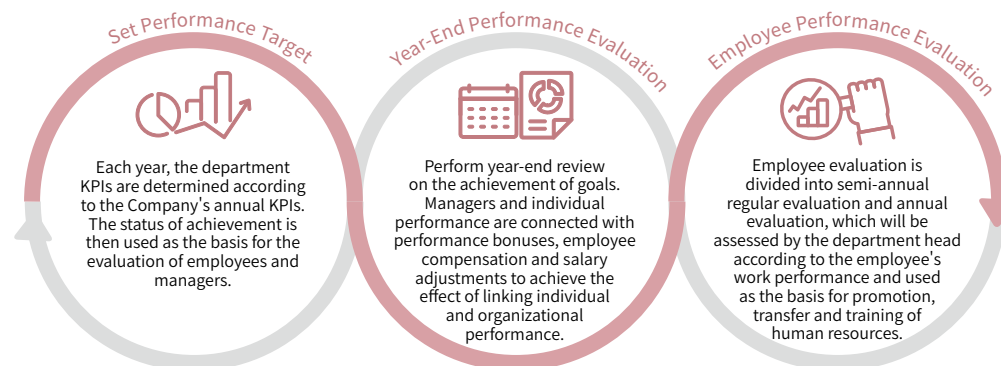 Set Performance Target
Each year, the department
KPIs are determined according
to the Company's annual KPIs.
The status of achievement is
then used as the basis for the
evaluation of employees and
managers.
Year-End Performance Evaluation
Perform year-end review
on the achievement of goals.
Managers and individual
performance are connected with
performance bonuses, employee
compensation and salary
adjustments to achieve the
effect of linking individual
and organizational
performance.
Employee Performance Evaluation
Employee evaluation is
divided into semi-annual
regular evaluation and annual
evaluation, which will be
assessed by the department head
according to the employee's
work performance and used
as the basis for promotion,
transfer and training of
human resources.